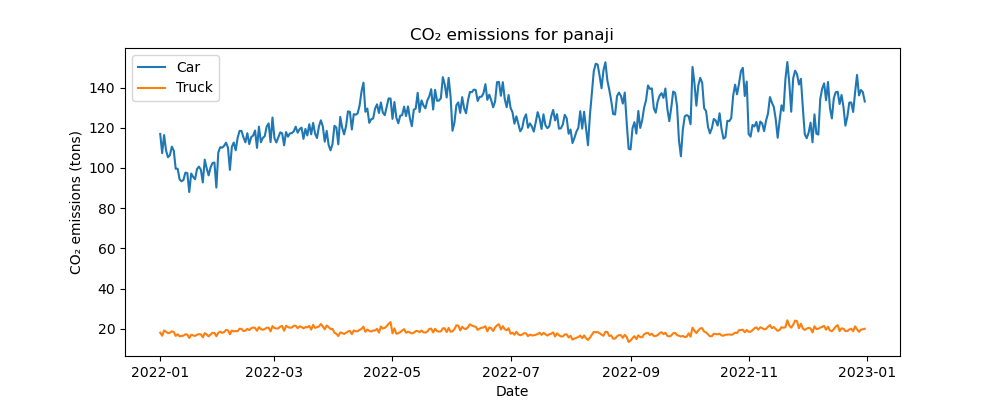 CO₂ emissions for panaji
Car
Truck
CO₂ emissions (tons)
140
120
100
80
60
40
20
2022-01
2022-03
2022-05
2022-07
2022-09
2022-11
2023-01
Date